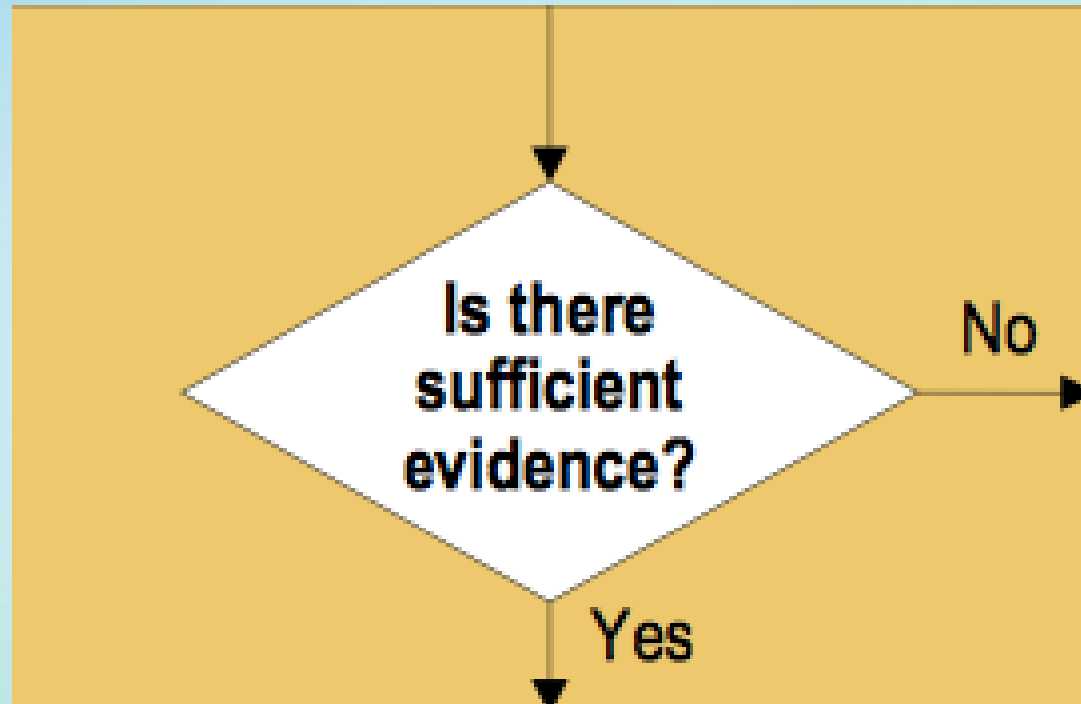 Is there
sufficient
evidence?
No
Yes